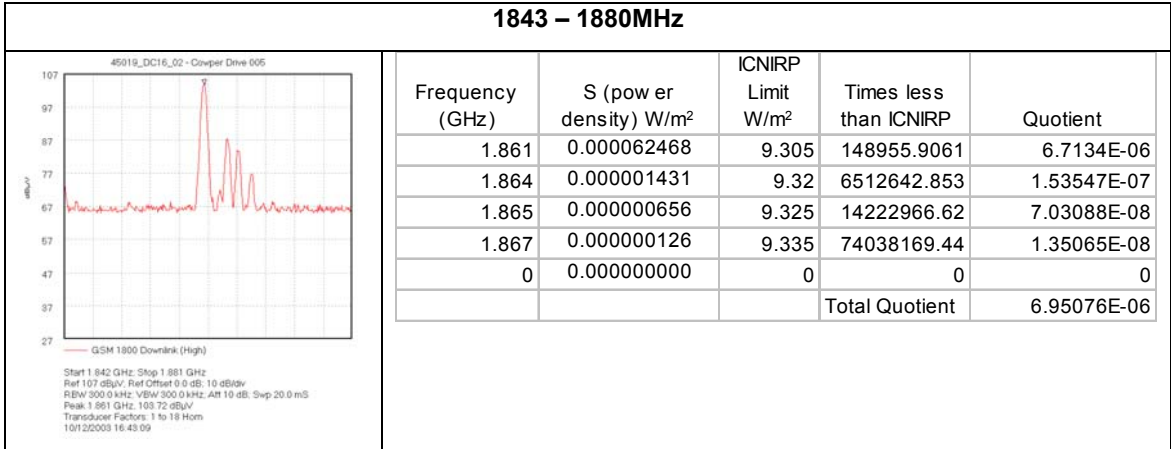 1843 – 1880MHz
45019_DC16_02 - Cowper Drive 005
107
97
87
77
67
57
47
37
27
dBµV
GSM 1800 Downlink (High)
Start 1.842 GHz; Stop 1.881 GHz
Ref 107 dBµV; Ref Offset 0.0 dB; 10 dB/div
RBW 300.0 kHz; VBW 300.0 kHz; Att 10 dB; Swp 20.0 mS
Peak 1.861 GHz, 103.72 dBµV
Transducer Factors: 1 to 18 Horn
10/12/2003 16:43:09
Frequency (GHz) S (pow er density) W/m² ICNIRP Limit W/m² Times less than ICNIRP Quotient
1.861 0.000062468 9.305 148955.9061 6.7134E-06
1.864 0.000001431 9.32 6512642.853 1.53547E-07
1.865 0.000000656 9.325 14222966.62 7.03088E-08
1.867 0.000000126 9.335 74038169.44 1.35065E-08
0 0.000000000 0 0 0
Total Quotient 6.95076E-06